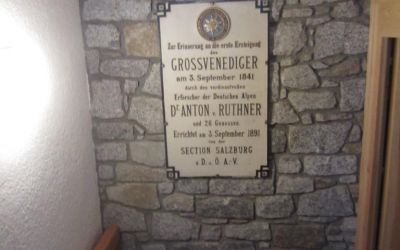 Zur Erinnerung an die erste Ersteigung
des
GROSSVENEDIGER
am 3. September 1841
durch den verdienstvollen
Erforscher der Deutschen Alpen
Dr. ANTON v. RUTHNER
und 26 Genossen.
Errichtet am 3. September 1891
von der
SECTION SALZBURG
d. D. u. Ö. A.-V.